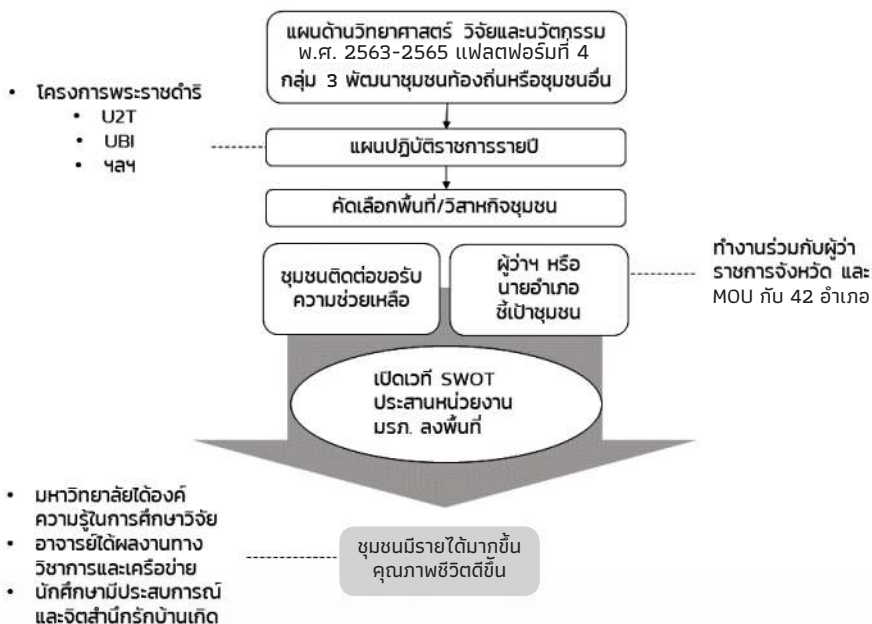 แผนด้านวิทยาศาสตร์ วิจัยและนวัตกรรม
พ.ศ. 2563-2565 แฟลตฟอร์มที่ 4
กลุ่ม 3 พัฒนาชุมชนท้องถิ่นหรือชุมชนอื่น
• โครงการพระราชดำริ
• U2T
• UBI
• ฯลฯ
แผนปฏิบัติราชการรายปี
คัดเลือกพื้นที่/วิสาหกิจชุมชน
ชุมชนติดต่อขอรับ
ความช่วยเหลือ
ผู้ว่าฯ หรือ
นายอำเภอ
ชี้เป้าชุมชน
ทำงานร่วมกับผู้ว่า
ราชการจังหวัด และ
MOU กับ 42 อำเภอ
เปิดเวที SWOT
ประสานหน่วยงาน
มรภ. ลงพื้นที่
• มหาวิทยาลัยได้องค์
ความรู้ในการศึกษาวิจัย
• อาจารย์ได้ผลงานทาง
วิชาการและเครือข่าย
• นักศึกษามีประสบการณ์
และจิตสำนึกรักบ้านเกิด
ชุมชนมีรายได้มากขึ้น
คุณภาพชีวิตดีขึ้น